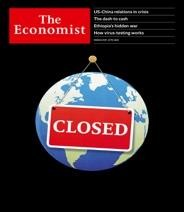 The
Economist
US-China relations in crisis
The dash to cash
Ethiopia's hidden war
How virus testing works
CLOSED